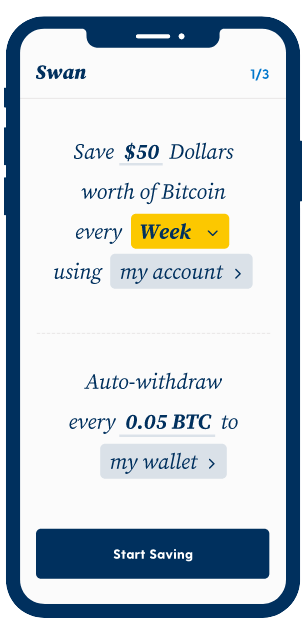 Swan 1/3
Save $50 Dollars
worth of Bitcoin
every Week
using my account
Auto-withdraw
every 0.05 BTC to
my wallet
Start Saving